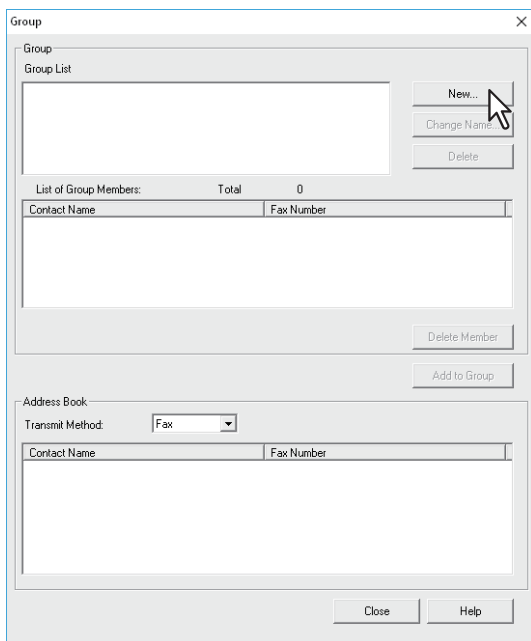 Group
Group
Group List
New...
Change Name...
Delete
List of Group Members: Total 0
Contact Name Fax Number
Delete Member
Add to Group
Address Book
Transmit Method: Fax
Contact Name Fax Number
Close Help